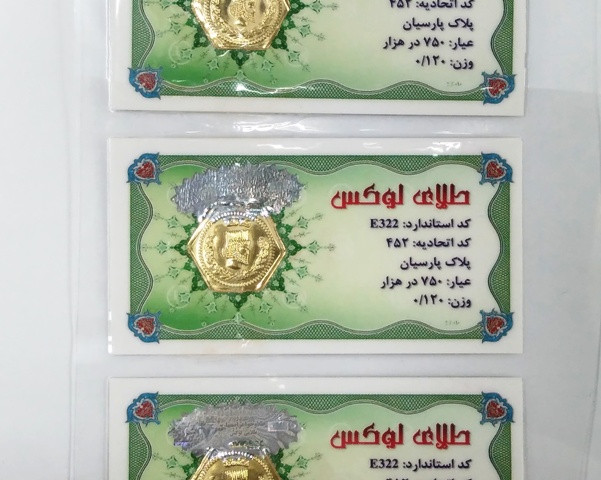 کد اتحادیه: ۴۵۲
پلاک پارسیان
عیار: ۷۵۰ در هزار
وزن: ۰/۱۲۰
طلای لوکس
کد استاندارد: E322
کد اتحادیه: ۴۵۲
پلاک پارسیان
عیار: ۷۵۰ در هزار
وزن: ۰/۱۲۰
طلای لوکس
کد استاندارد: E322